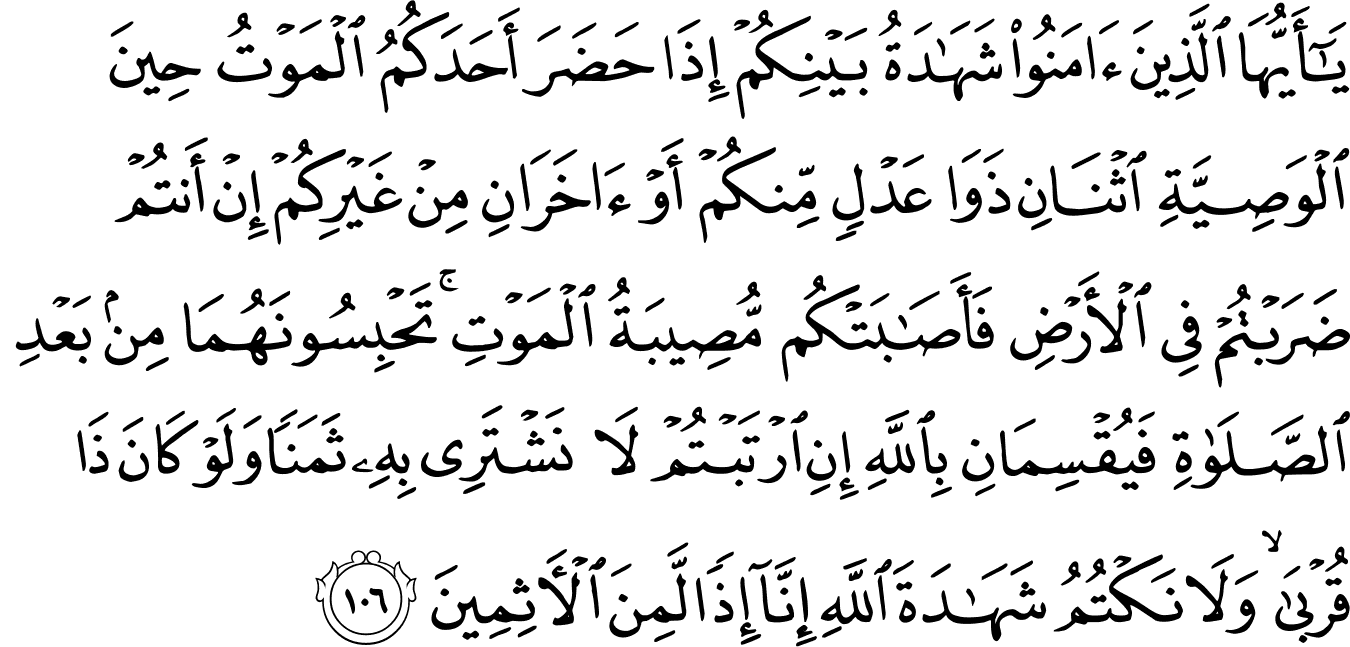 يَـٰٓأَيُّهَا ٱلَّذِينَ ءَامَنُوا۟ شَهَـٰدَةُ بَيْنِكُمْ إِذَا حَضَرَ أَحَدَكُمُ ٱلْمَوْتُ حِينَ
ٱلْوَصِيَّةِ ٱثْنَانِ ذَوَا عَدْلٍ مِّنكُمْ أَوْ ءَاخَرَانِ مِنْ غَيْرِكُمْ إِنْ أَنتُمْ
ضَرَبْتُمْ فِى ٱلْأَرْضِ فَأَصَـٰبَتْكُم مُّصِيبَةُ ٱلْمَوْتِ ۚ تَحْبِسُونَهُمَا مِنۢ بَعْدِ
ٱلصَّلَوٰةِ فَيُقْسِمَانِ بِٱللَّهِ إِنِ ٱرْتَبْتُمْ لَا نَشْتَرِى بِهِۦ ثَمَنًا وَلَوْ كَانَ ذَا
قُرْبَىٰ ۙ وَلَا نَكْتُمُ شَهَـٰدَةَ ٱللَّهِ إِنَّآ إِذًا لَّمِنَ ٱلْـَٔاثِمِينَ ١٠٦